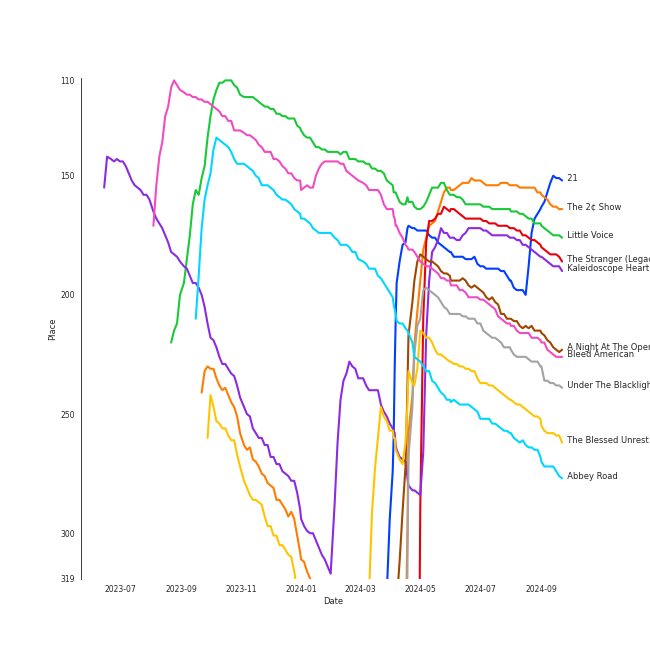 110
150
200
250
300
319
Place
2023-07
2023-09
2023-11
2024-01
2024-03
2024-05
2024-07
2024-09
Date
21
The 2¢ Show
Little Voice
The Stranger (Legac
Kaleidoscope Heart
A Night At The Oper
Bleed American
Under The Blackligh
The Blessed Unrest
Abbey Road